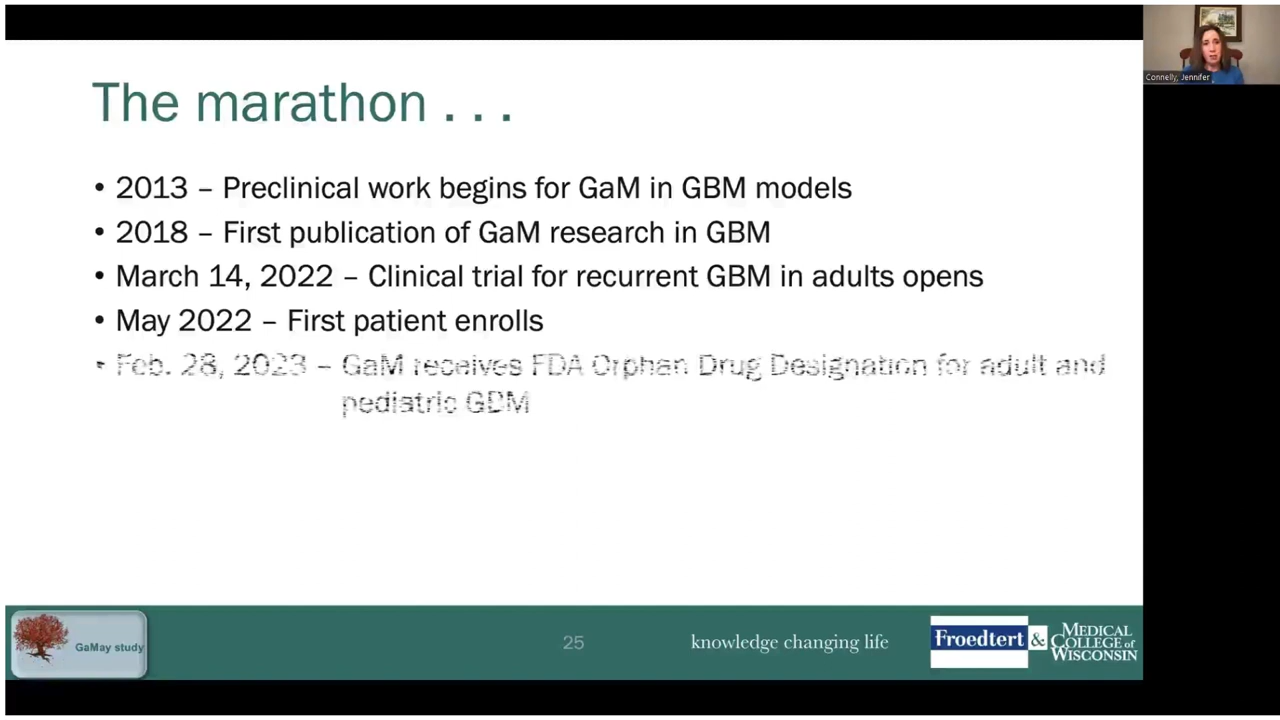 Connelly, Jennifer
The marathon . . .
• 2013 – Preclinical work begins for GaM in GBM models
• 2018 – First publication of GaM research in GBM
• March 14, 2022 – Clinical trial for recurrent GBM in adults opens
• May 2022 – First patient enrolls
• Feb. 28, 2023 – GaM receives FDA Orphan Drug Designation for adult and
pediatric GBM
GaMay study
25
knowledge changing life
Froedtert & MEDICAL
COLLEGE of
WISCONSIN